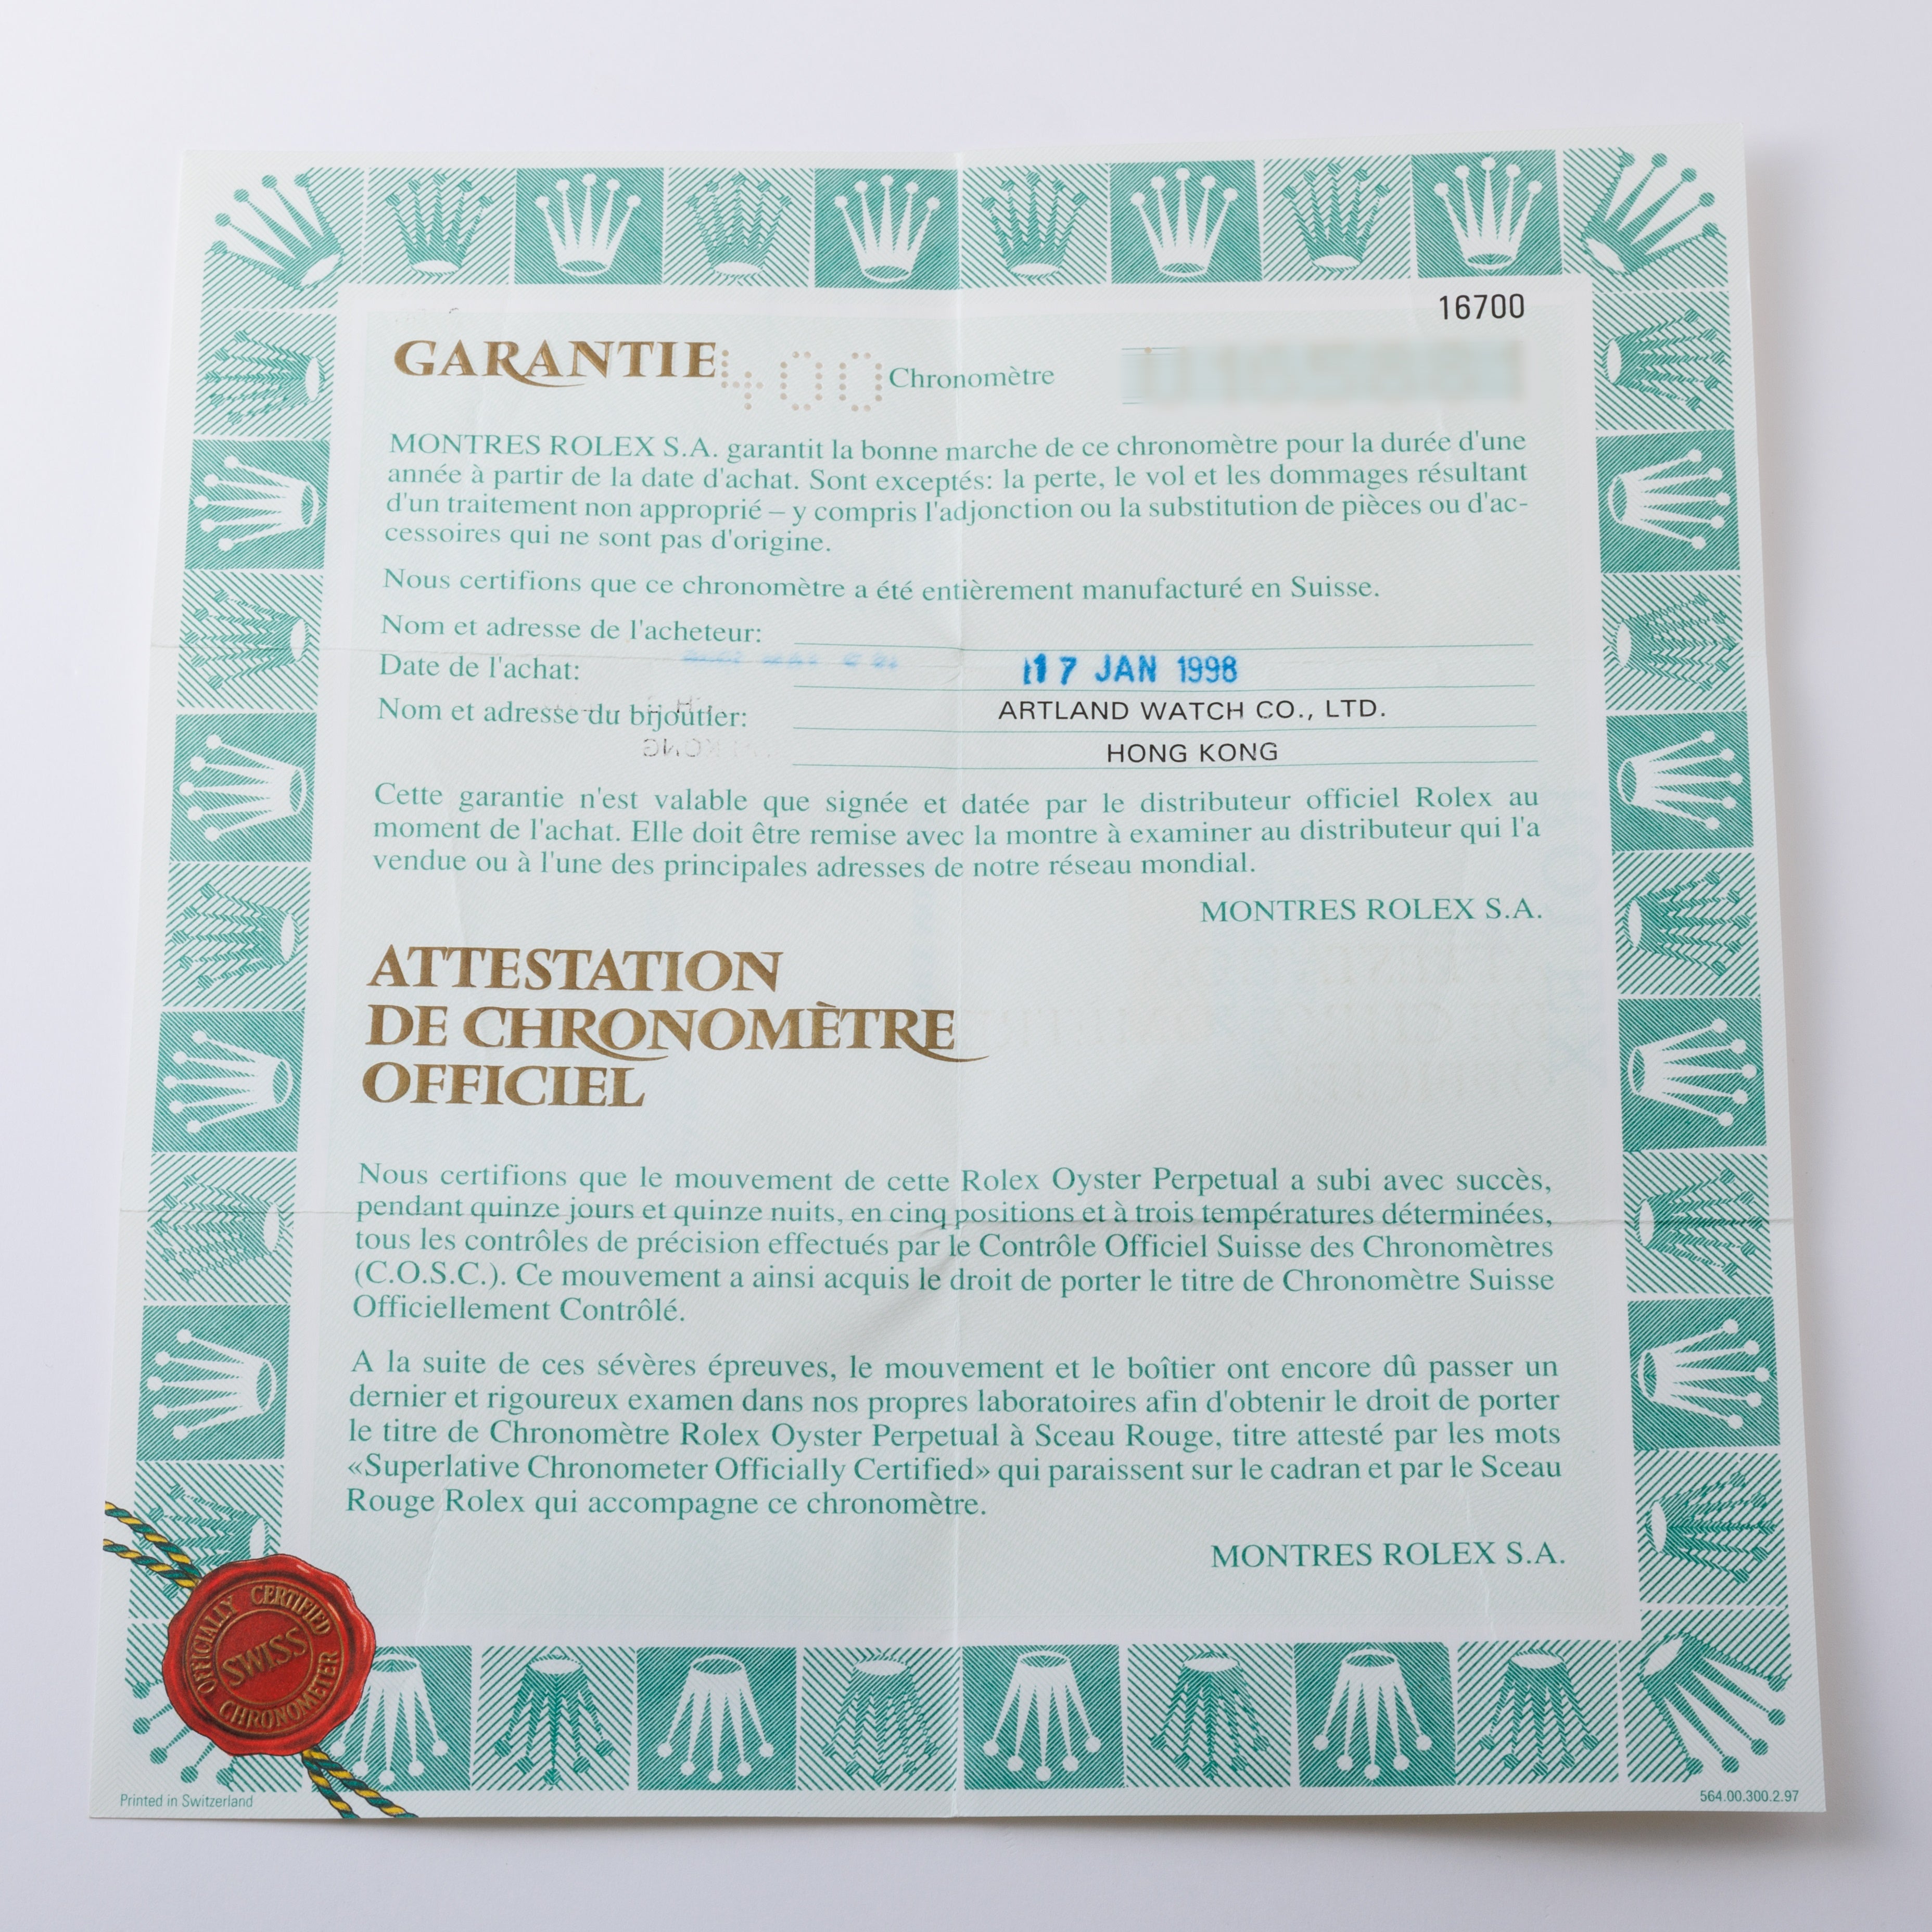 16700
GARANTIE 400 Chronomètre
MONTRES ROLEX S.A. garantit la bonne marche de ce chronomètre pour la durée d'une
année à partir de la date d'achat. Sont exceptés: la perte, le vol et les dommages résultant
d'un traitement non approprié – y compris l'adjonction ou la substitution de pièces ou d'ac-
cessoires qui ne sont pas d'origine.
Nous certifions que ce chronomètre a été entièrement manufacturé en Suisse.
Nom et adresse de l'acheteur:
Date de l'achat: 17 JAN 1998
Nom et adresse du bijoutier: ARTLAND WATCH CO., LTD.
HONG KONG
Cette garantie n'est valable que signée et datée par le distributeur officiel Rolex au
moment de l'achat. Elle doit être remise avec la montre à examiner au distributeur qui l'a
vendue ou à l'une des principales adresses de notre réseau mondial.
MONTRES ROLEX S.A.
ATTESTATION
DE CHRONOMÈTRE
OFFICIEL
Nous certifions que le mouvement de cette Rolex Oyster Perpetual a subi avec succès,
pendant quinze jours et quinze nuits, en cinq positions et à trois températures déterminées,
tous les contrôles de précision effectués par le Contrôle Officiel Suisse des Chronomètres
(C.O.S.C.). Ce mouvement a ainsi acquis le droit de porter le titre de Chronomètre Suisse
Officiellement Contrôlé.
A la suite de ces sévères épreuves, le mouvement et le boîtier ont encore dû passer un
dernier et rigoureux examen dans nos propres laboratoires afin d'obtenir le droit de porter
le titre de Chronomètre Rolex Oyster Perpetual à Sceau Rouge, titre attesté par les mots
«Superlative Chronometer Officially Certified» qui paraissent sur le cadran et par le Sceau
Rouge Rolex qui accompagne ce chronomètre.
MONTRES ROLEX S.A.
OFFICIALLY CERTIFIED
SWISS
CHRONOMETER
Printed in Switzerland
564.00.300.2.97